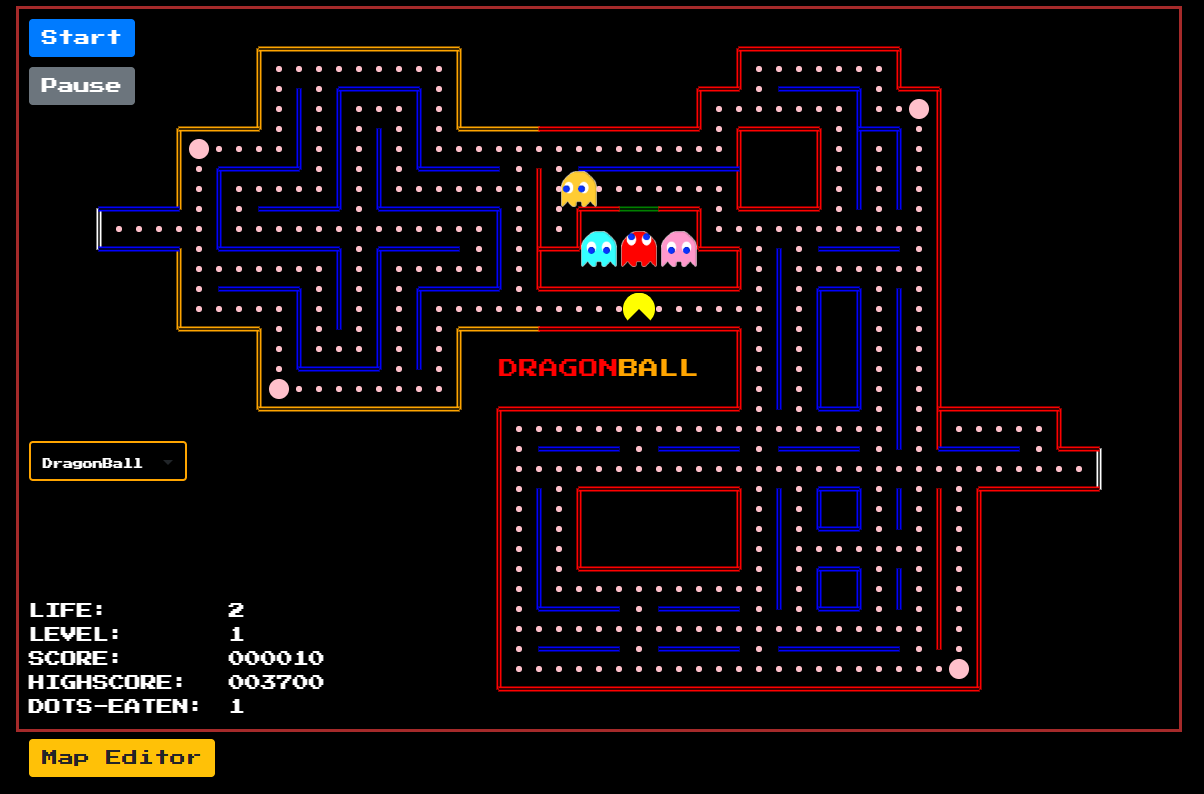 Start
Pause
DRAGONBALL
DragonBall
LIFE: 2
LEVEL: 1
SCORE: 000010
HIGHSCORE: 003700
DOTS-EATEN: 1
Map Editor